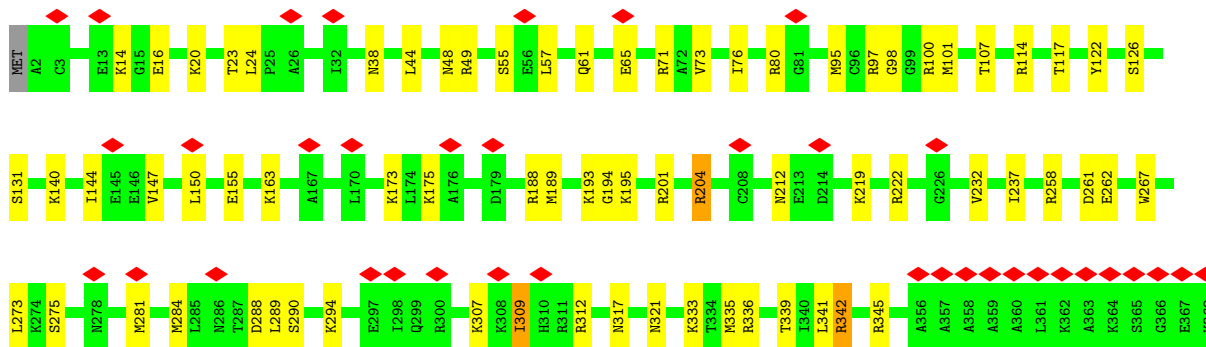 MET A2 C3 E13 K14 G15 E16 K20 T23 L24 P25 A26 I32 N38 L44 N48 R49 S55 E56 L57 Q61 E65 R71 A72 V73 I76 R80 G81 M95 C96 R97 G98 G99 R100 M101 T107 R114 T117 Y122 S126
S131 K140 I144 E145 E146 V147 L150 E155 K163 A167 L170 K173 L174 K175 A176 D179 R188 M189 K193 G194 K195 R201 R204 C208 N212 E213 D214 K219 R222 G226 V232 I237 R258 D261 E262 W267
L273 K274 S275 N278 M281 M284 L285 N286 T287 D288 L289 S290 K294 E297 I298 Q299 R300 K307 K308 I309 H310 R311 R312 N317 N321 K333 T334 M335 R336 T339 I340 L341 R342 R345 A356 A357 A358 A359 A360 L361 K362 A363 K364 S365 G366 E367